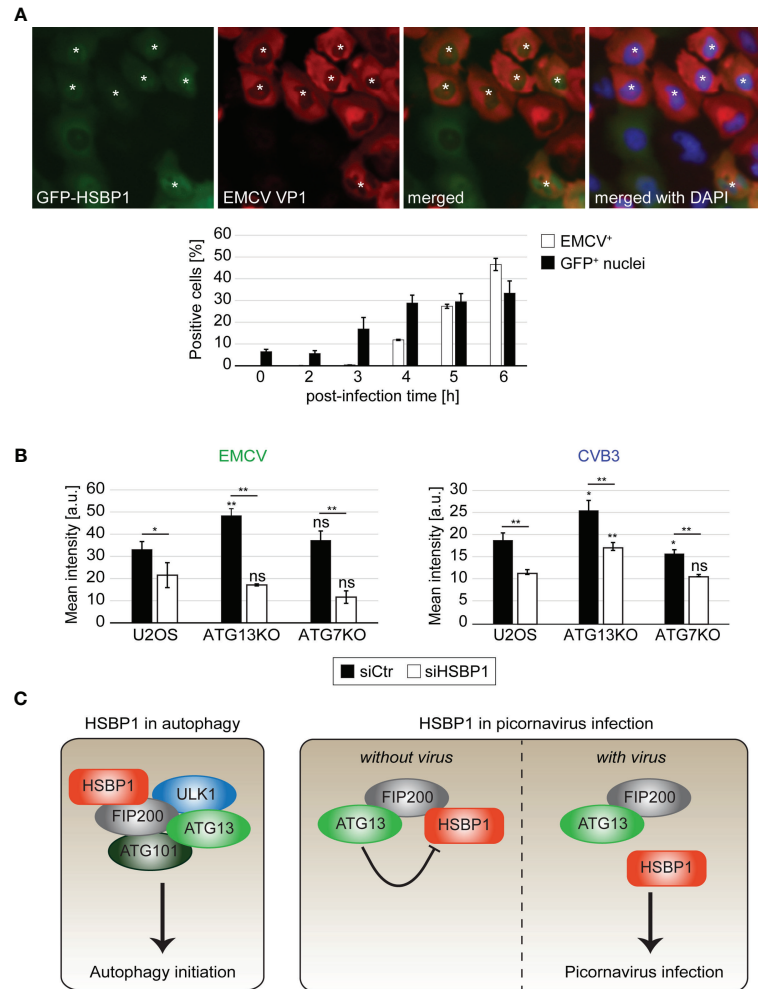 A
GFP-HSBP1
EMCV VP1
merged
merged with DAPI
Positive cells [%]
60
50
40
30
20
10
0
0 2 3 4 5 6
post-infection time [h]
EMCV⁺
GFP⁺ nuclei
B
EMCV
Mean intensity [a.u.]
60
50
40
30
20
10
0
* ** ** ns ** ns ns
U2OS ATG13KO ATG7KO
CVB3
Mean intensity [a.u.]
30
25
20
15
10
5
0
** * ** ** * ** ns
U2OS ATG13KO ATG7KO
siCtr siHSBP1
C
HSBP1 in autophagy
HSBP1
ULK1
FIP200
ATG13
ATG101
Autophagy initiation
HSBP1 in picornavirus infection
without virus
FIP200
ATG13
HSBP1
with virus
FIP200
ATG13
HSBP1
Picornavirus infection